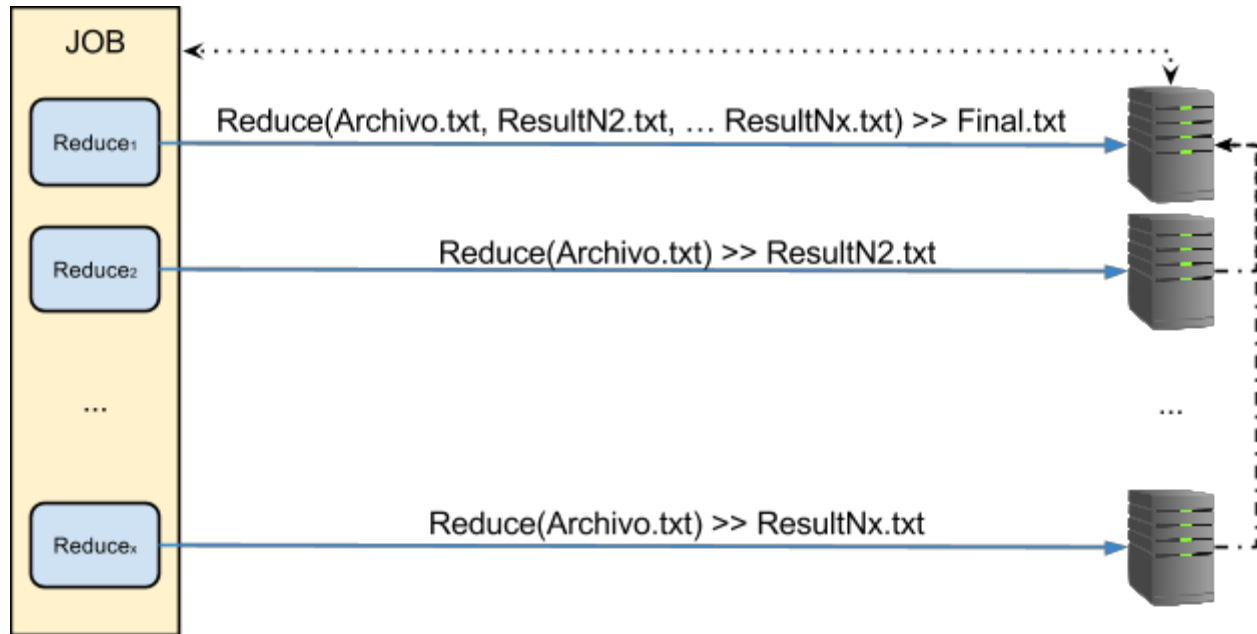 JOB
Reduce1
Reduce(Archivo.txt, ResultN2.txt, ... ResultNx.txt) >> Final.txt
Reduce2
Reduce(Archivo.txt) >> ResultN2.txt
...
...
Reducex
Reduce(Archivo.txt) >> ResultNx.txt